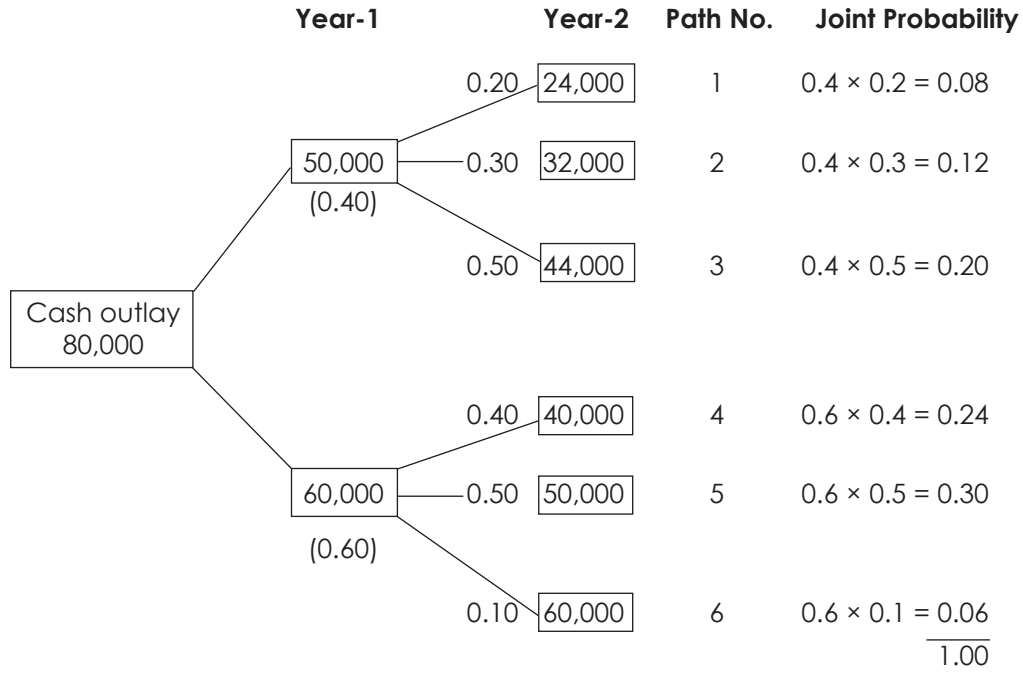 Year-1 Year-2 Path No. Joint Probability
0.20 24,000 1 0.4 × 0.2 = 0.08
50,000 0.30 32,000 2 0.4 × 0.3 = 0.12
(0.40)
0.50 44,000 3 0.4 × 0.5 = 0.20
Cash outlay
80,000
0.40 40,000 4 0.6 × 0.4 = 0.24
60,000 0.50 50,000 5 0.6 × 0.5 = 0.30
(0.60)
0.10 60,000 6 0.6 × 0.1 = 0.06
1.00